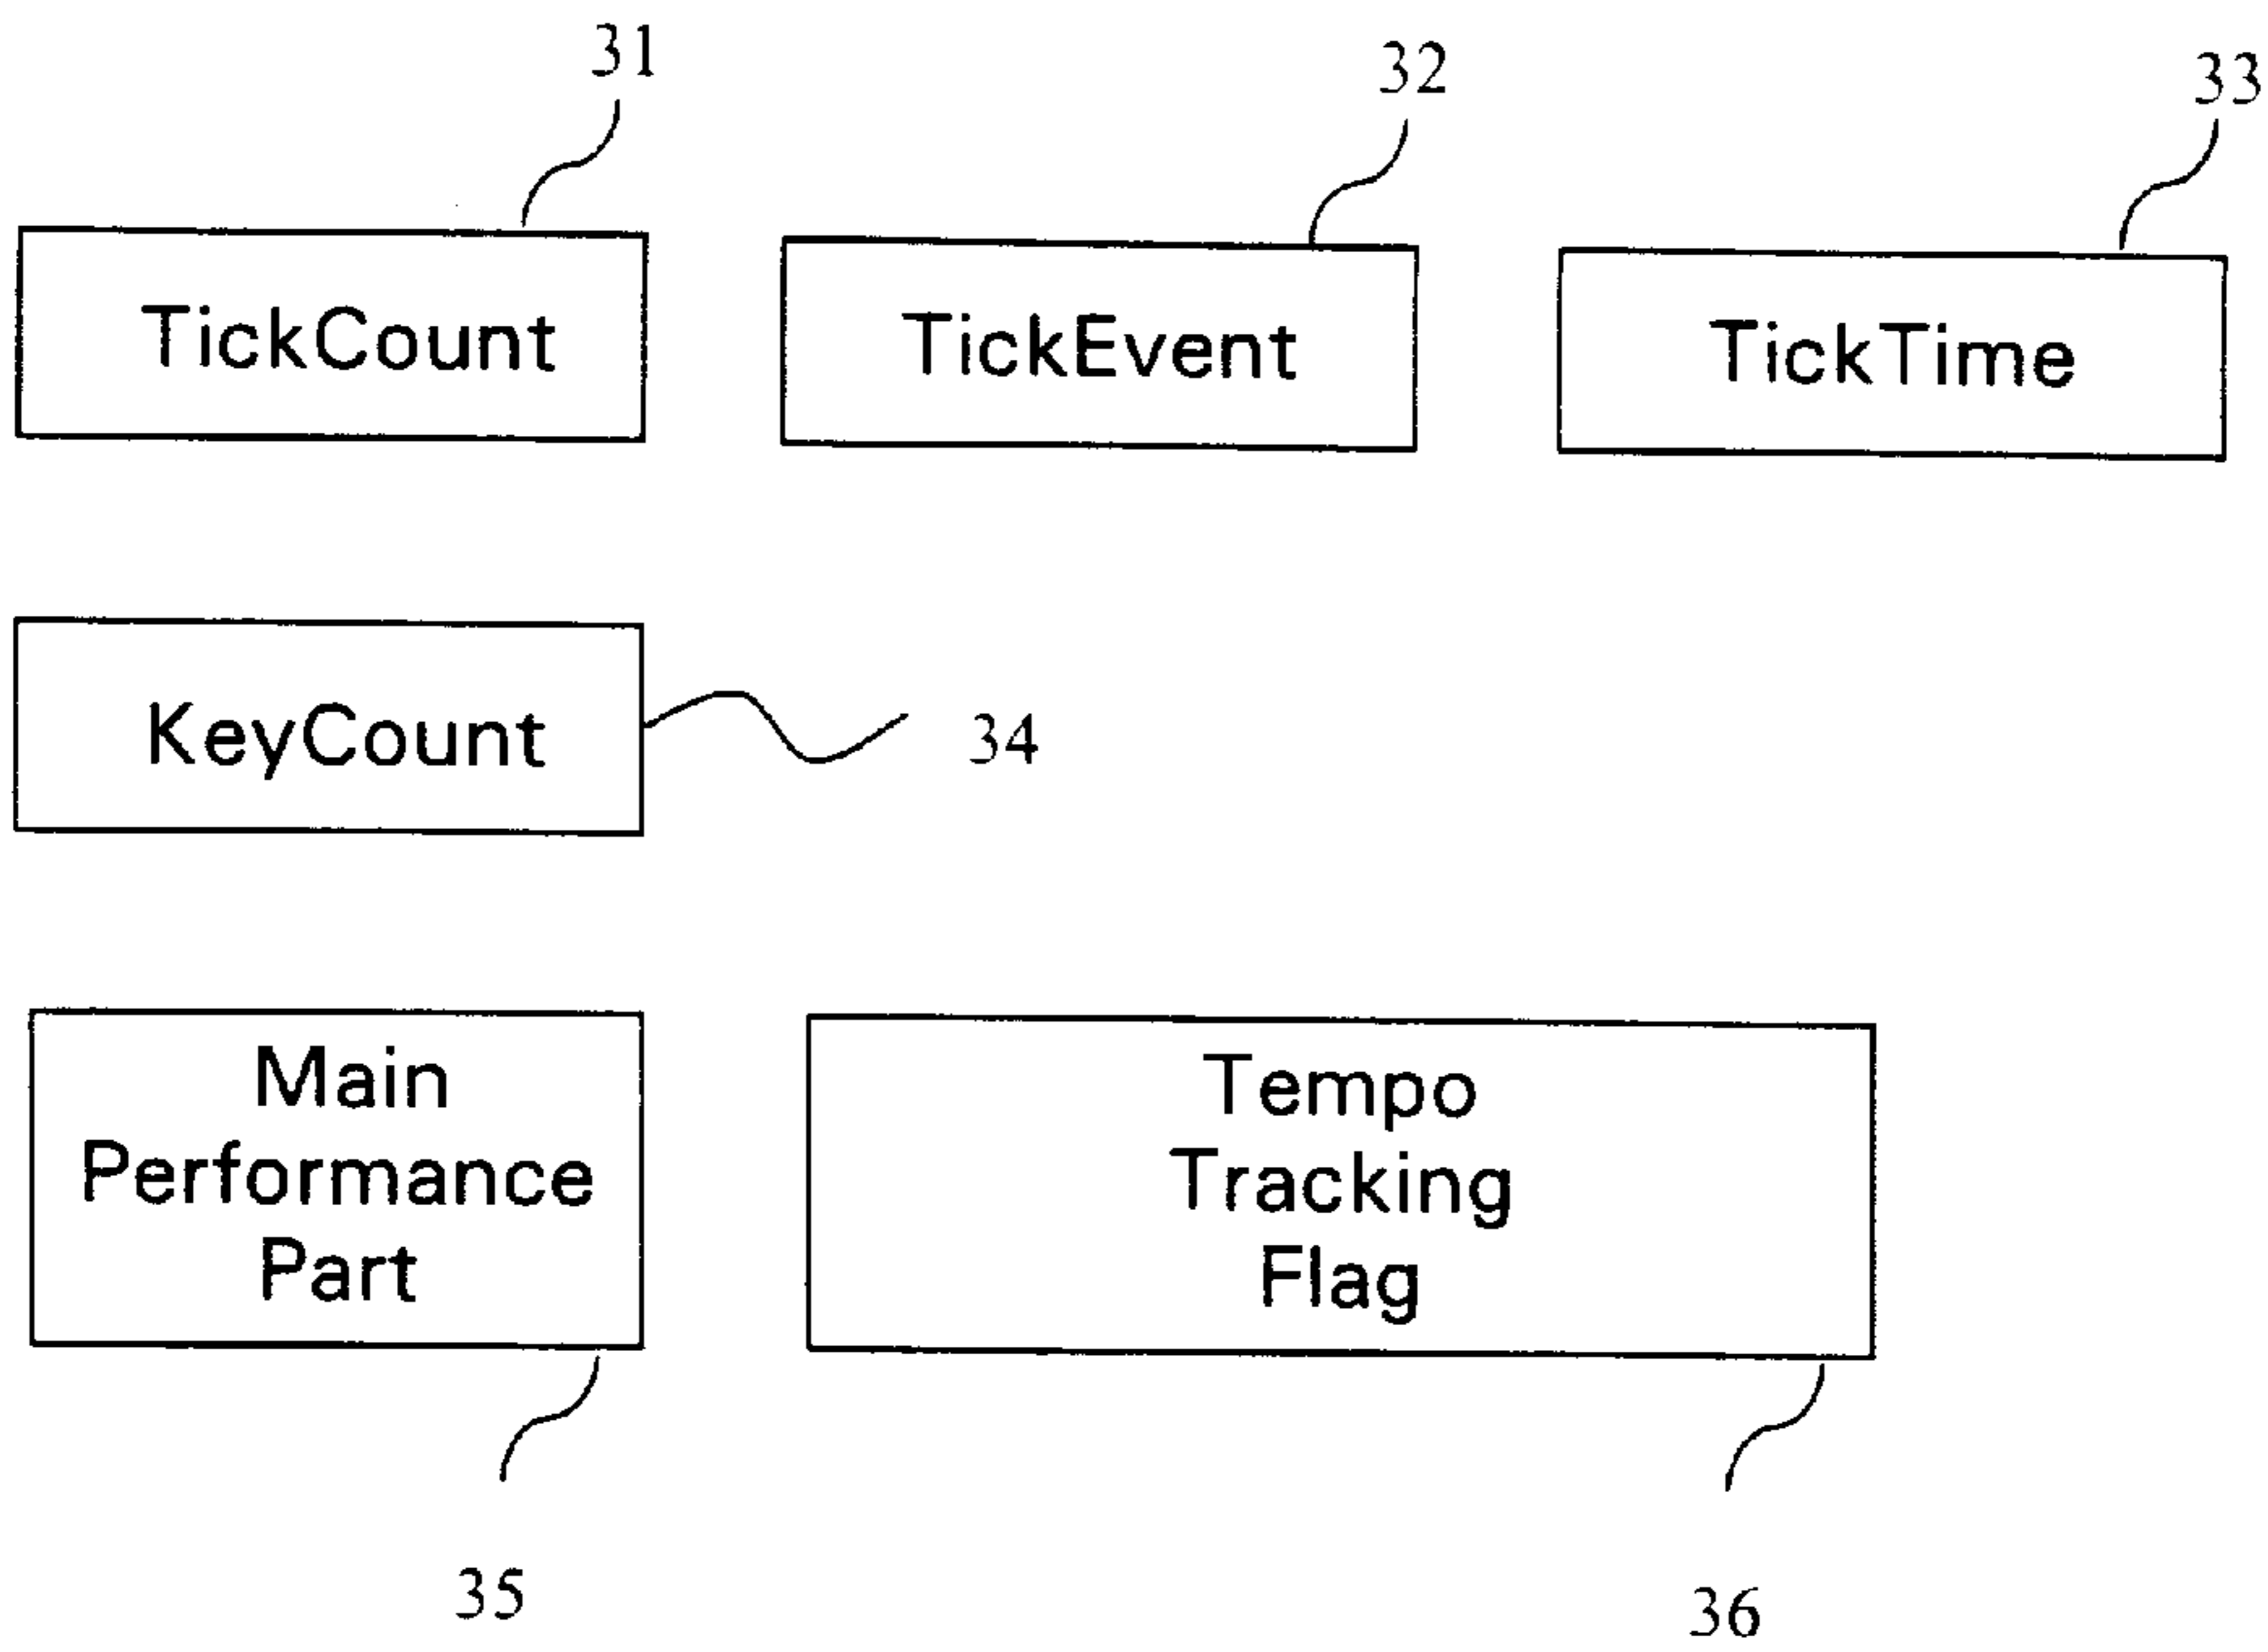 31
32
33
TickCount
TickEvent
TickTime
KeyCount
34
Main
Performance
Part
Tempo
Tracking
Flag
35
36